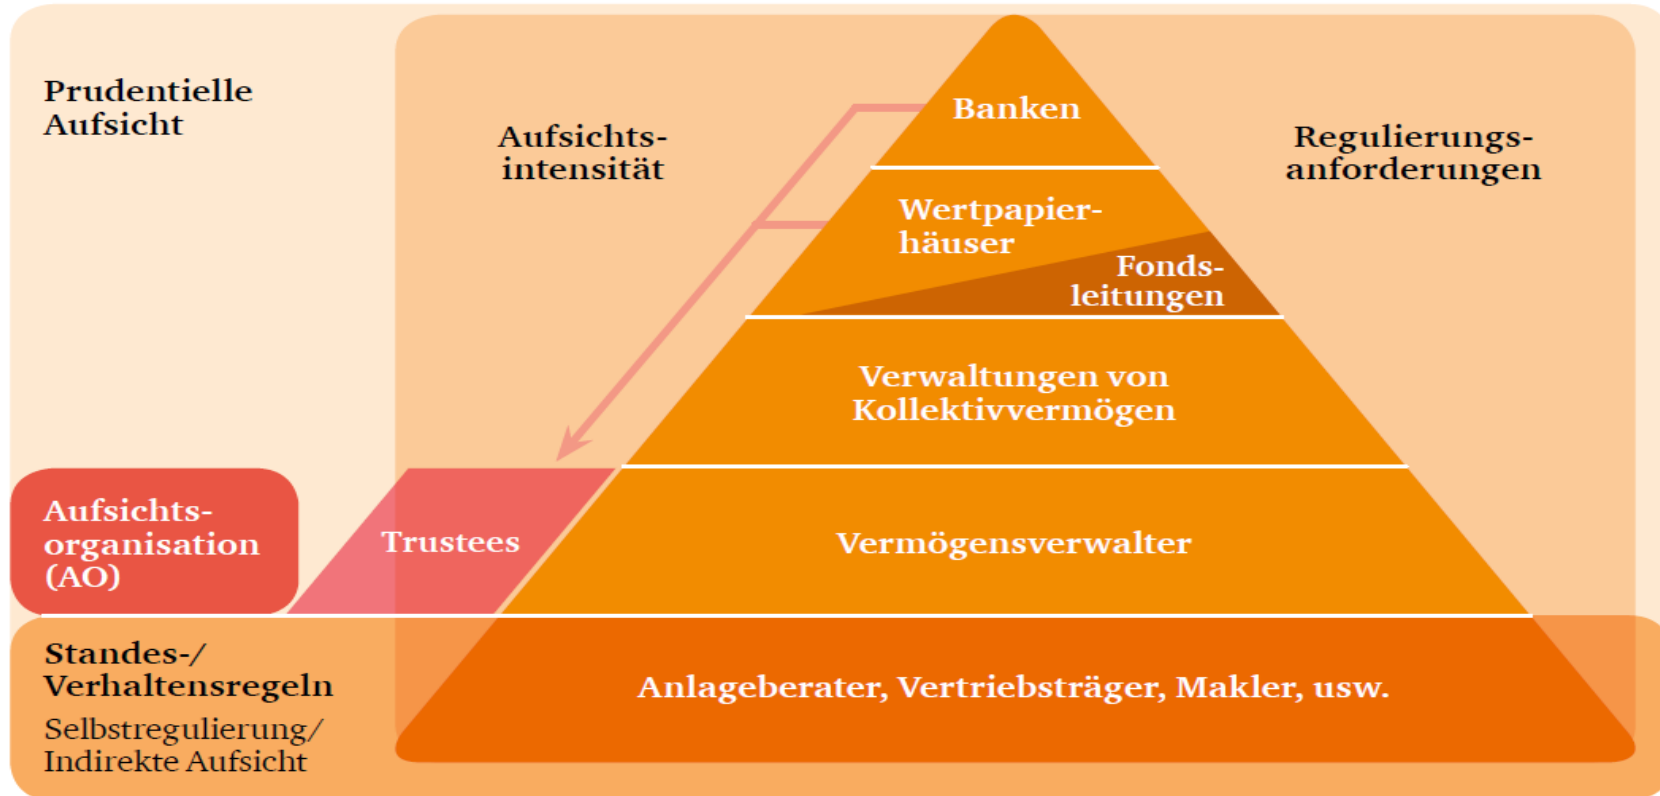 Prudentielle
Aufsicht
Aufsichts-
intensität
Banken
Regulierungs-
anforderungen
Wertpapier-
häuser
Fonds-
leitungen
Verwaltungen von
Kollektivvermögen
Aufsichts-
organisation
(AO)
Trustees
Vermögensverwalter
Standes-/
Verhaltensregeln
Selbstregulierung/
Indirekte Aufsicht
Anlageberater, Vertriebsträger, Makler, usw.